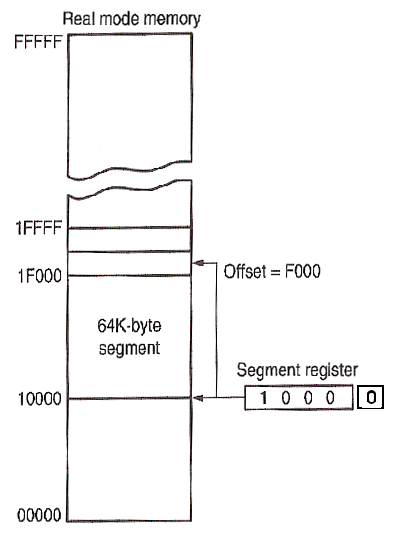 Real mode memory
FFFFF
1FFFF
1F000
Offset = F000
64K-byte
segment
Segment register
10000
1 0 0 0 0
00000